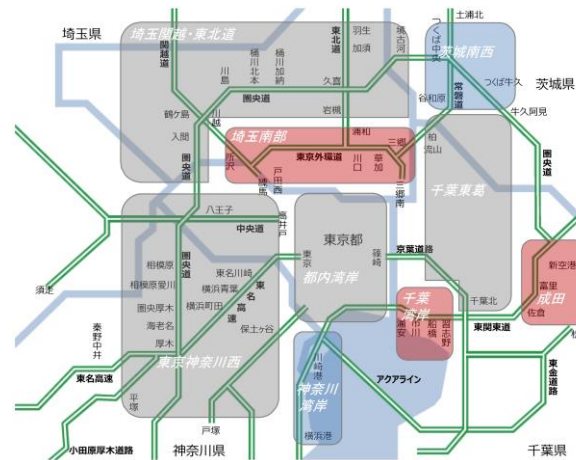 埼玉県
埼玉関越・東北道
関越道
東北道
羽生
加須
境古河
つくば中央
土浦北
茨城南西
つくば牛久
茨城県
牛久阿見
圏央道
谷和原
常磐道
川島
桶川北本
桶川加納
久喜
圏央道
鶴ヶ島
川越
岩槻
入間
圏央道
埼玉南部
浦和
三郷
所沢
東京外環道
川口
草加
練馬
戸田西
三郷南
柏
流山
千葉東葛
八王子
高井戸
中央道
東京都
東京
篠崎
京葉道路
都内湾岸
圏央道
相模原
相模原愛川
圏央厚木
海老名
厚木
東名川崎
横浜青葉
横浜町田
東名高速
保土ヶ谷
須走
秦野中井
東名高速
東京神奈川西
平塚
戸塚
小田原厚木道路
神奈川県
川崎港
神奈川
湾岸
横浜港
アクアライン
千葉
湾岸
浦安
市川
船橋
習志野
千葉北
東関東道
新空港
富里
成田
佐倉
東金道路
千葉県